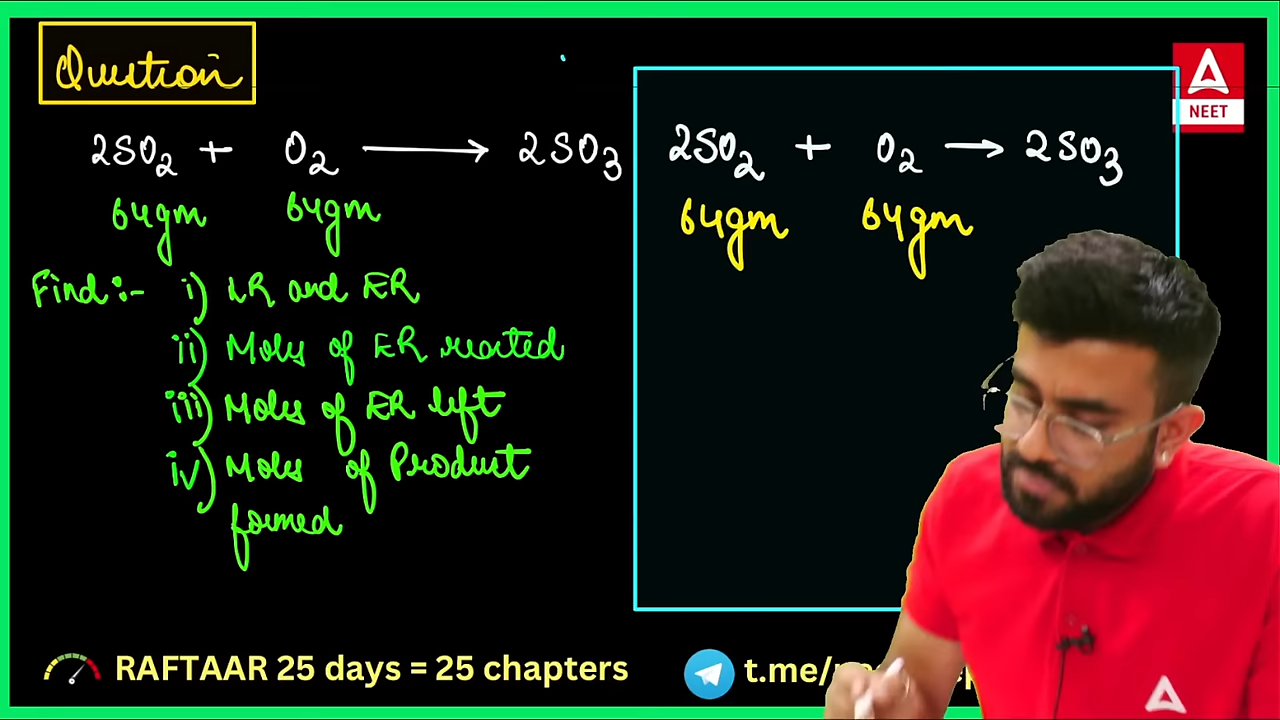 Question
2SO₂ + O₂ ⟶ 2SO₃
64gm 64gm
Find:- i) LR and ER
ii) Moles of ER reacted
iii) Moles of ER left
iv) Moles of Product
formed
2SO₂ + O₂ → 2SO₃
64gm 64gm
NEET
RAFTAAR 25 days = 25 chapters
t.me/